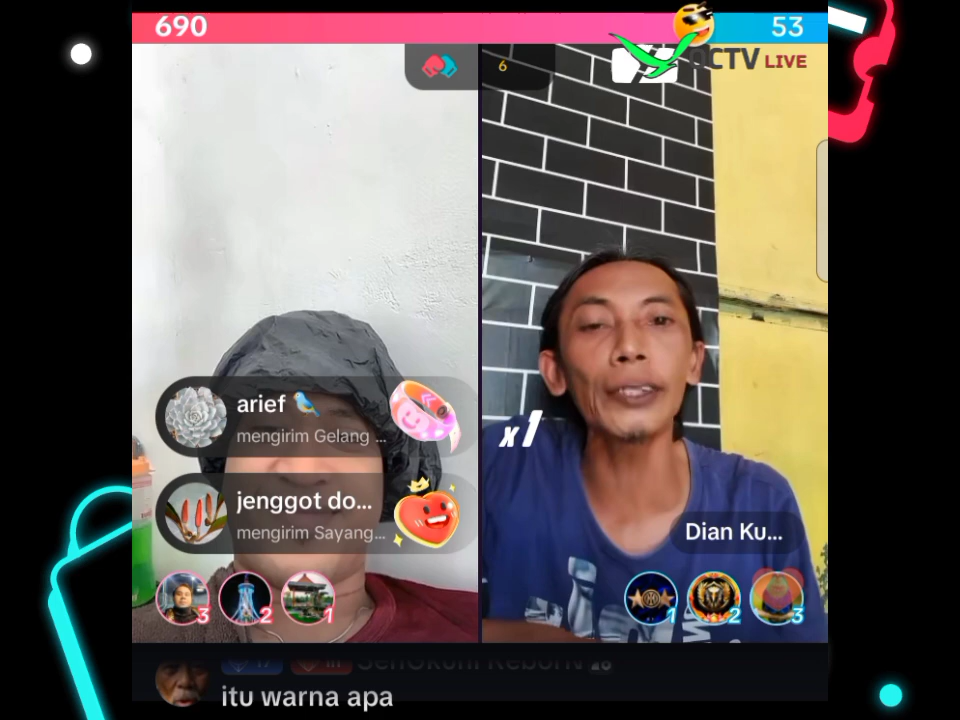 690
53
6
OCTV LIVE
arief
mengirim Gelang ...
x1
jenggot do...
mengirim Sayang...
Dian Ku...
3
2
1
1
2
3
itu warna apa